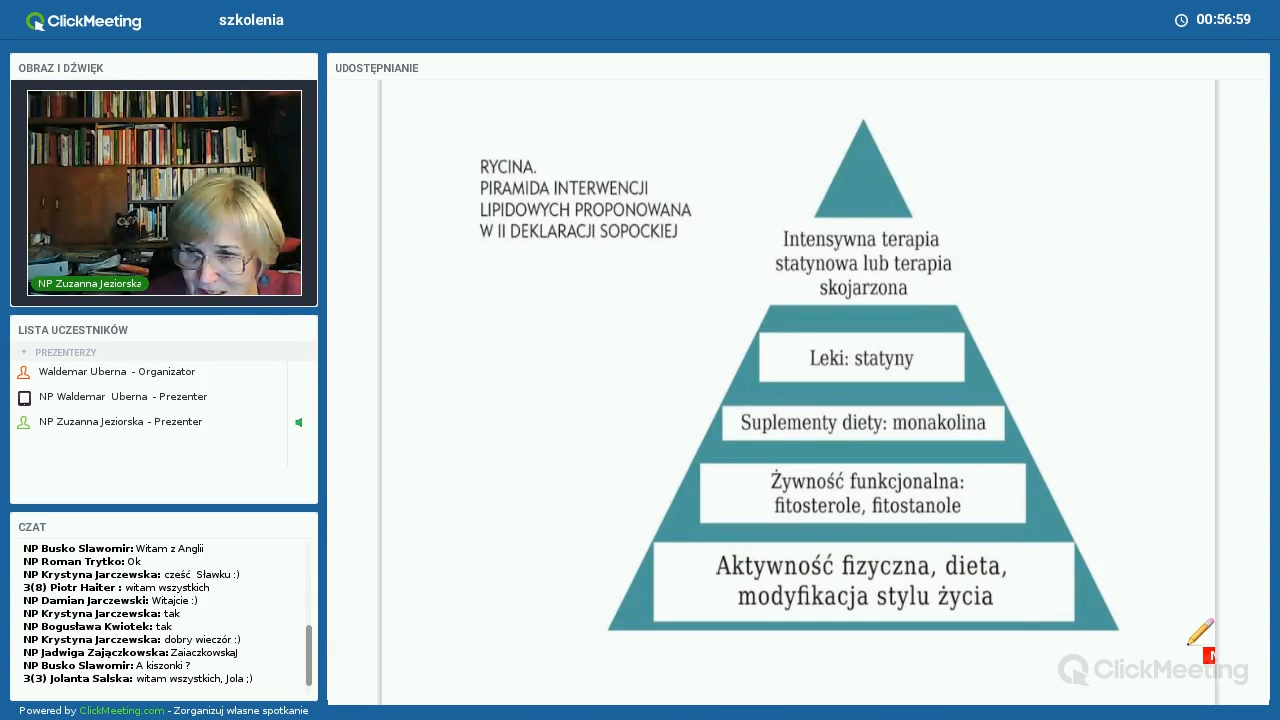 ClickMeeting
szkolenia
00:56:59
OBRAZ I DŹWIĘK
NP Zuzanna Jeziorska
LISTA UCZESTNIKÓW
PREZENTERZY
Waldemar Uberna - Organizator
NP Waldemar Uberna - Prezenter
NP Zuzanna Jeziorska - Prezenter
CZAT
NP Busko Slawomir: Witam z Anglii
NP Roman Trytko: Ok
NP Krystyna Jarczewska: cześć Sławku :)
3(8) Piotr Haiter : witam wszystkich
NP Damian Jarczewski: Witajcie :)
NP Krystyna Jarczewska: tak
NP Bogusława Kwiotek: tak
NP Krystyna Jarczewska: dobry wieczór :)
NP Jadwiga Zajączkowska: ZaiaczkowskaJ
NP Busko Slawomir: A kiszonki ?
3(3) Jolanta Salska: witam wszystkich, Jola ;)
Powered by ClickMeeting.com - Zorganizuj własne spotkanie
UDOSTĘPNIANIE
RYCINA.
PIRAMIDA INTERWENCJI
LIPIDOWYCH PROPONOWANA
W II DEKLARACJI SOPOCKIEJ
Intensywna terapia
statynowa lub terapia
skojarzona
Leki: statyny
Suplementy diety: monakolina
Żywność funkcjonalna:
fitosterole, fitostanole
Aktywność fizyczna, dieta,
modyfikacja stylu życia
ClickMeeting